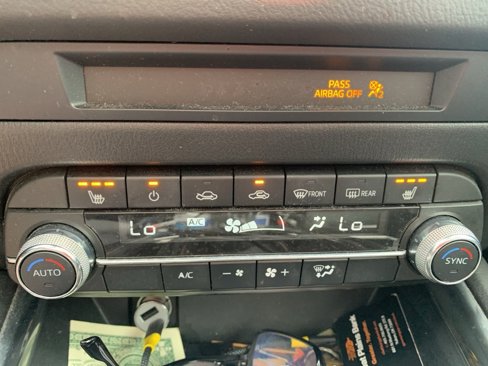 PASS
AIRBAG OFF
FRONT
REAR
Lo
A/C
Lo
AUTO
A/C
SYNC